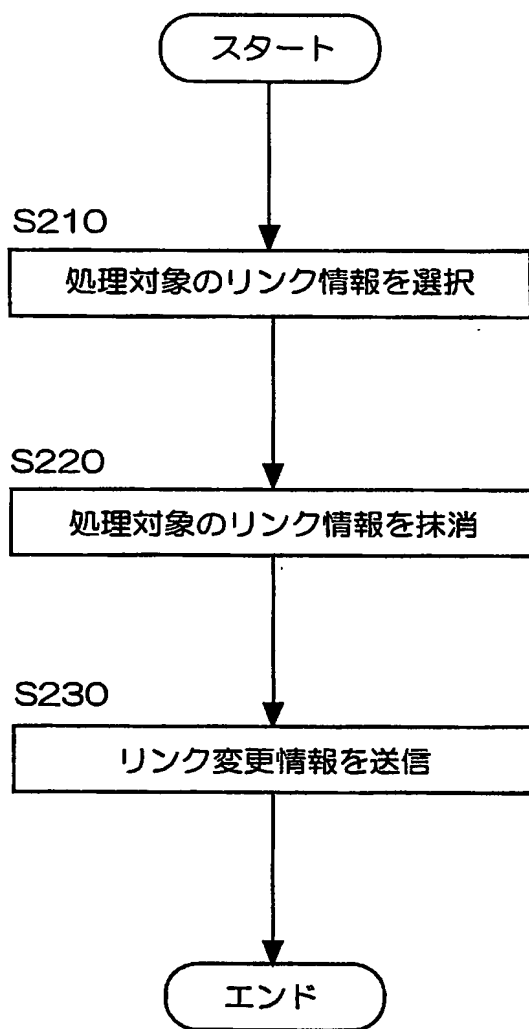 スタート
S210
処理対象のリンク情報を選択
S220
処理対象のリンク情報を抹消
S230
リンク変更情報を送信
エンド